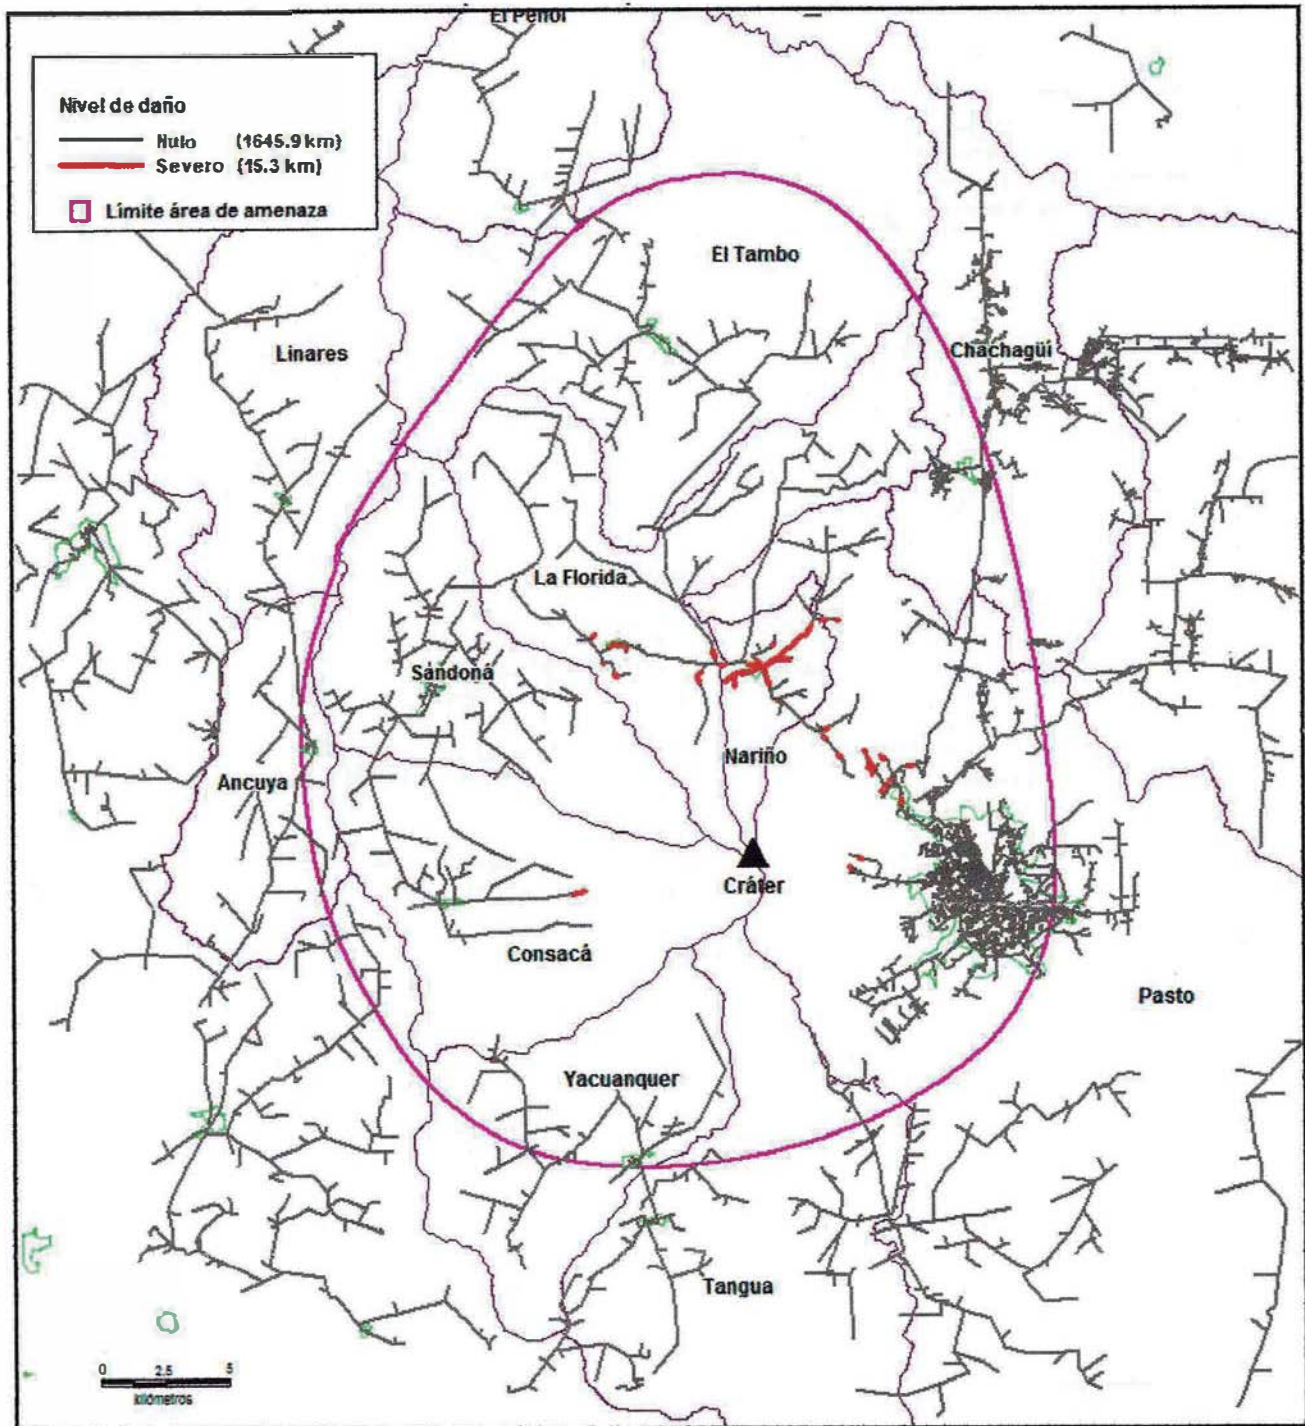 El Peñol
Nivel de daño
Nulo (1645.9 km)
Severo (15.3 km)
Límite área de amenaza
El Tambo
Linares
Chachagüí
La Florida
Sandoná
Nariño
Ancuya
Cráter
Consacá
Pasto
Yacuanquer
Tangua
0 2.5 5
kilómetros